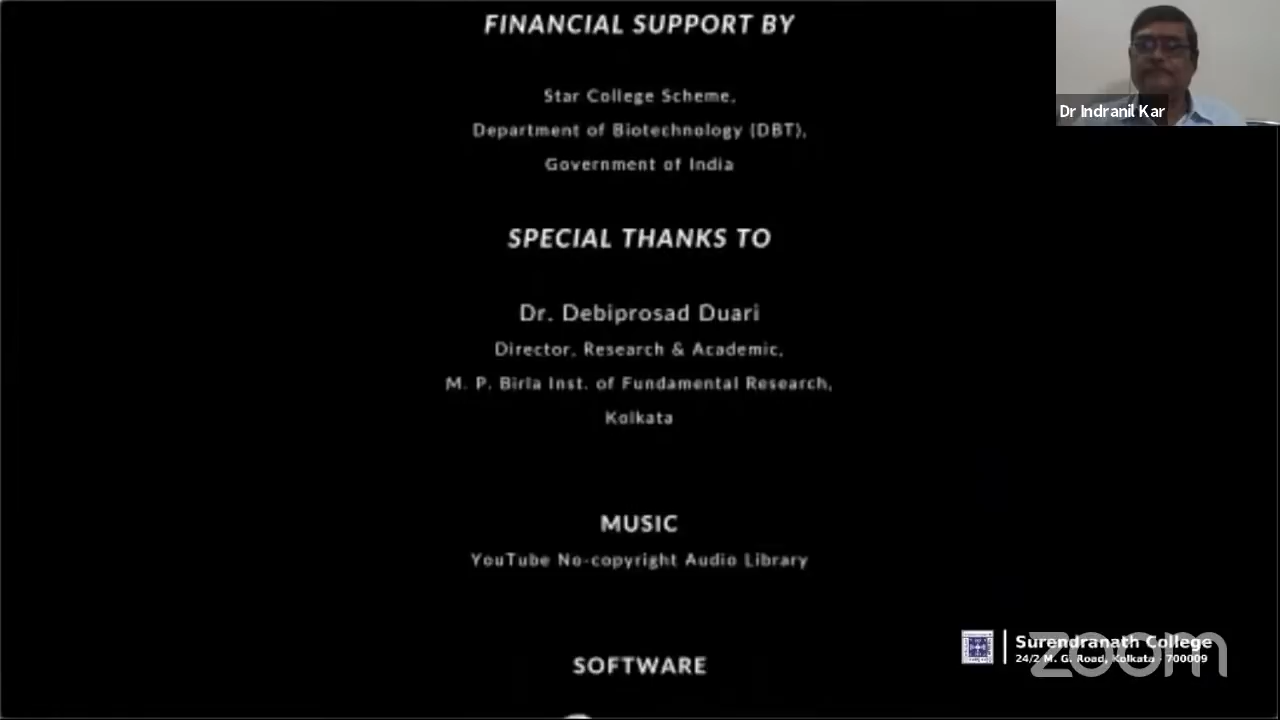 FINANCIAL SUPPORT BY
Star College Scheme,
Department of Biotechnology (DBT),
Government of India
SPECIAL THANKS TO
Dr. Debiprosad Duari
Director, Research & Academic,
M. P. Birla Inst. of Fundamental Research,
Kolkata
MUSIC
YouTube No-copyright Audio Library
SOFTWARE
Dr Indranil Kar
Surendranath College
24/2 M. G. Road, Kolkata - 700009
zoom